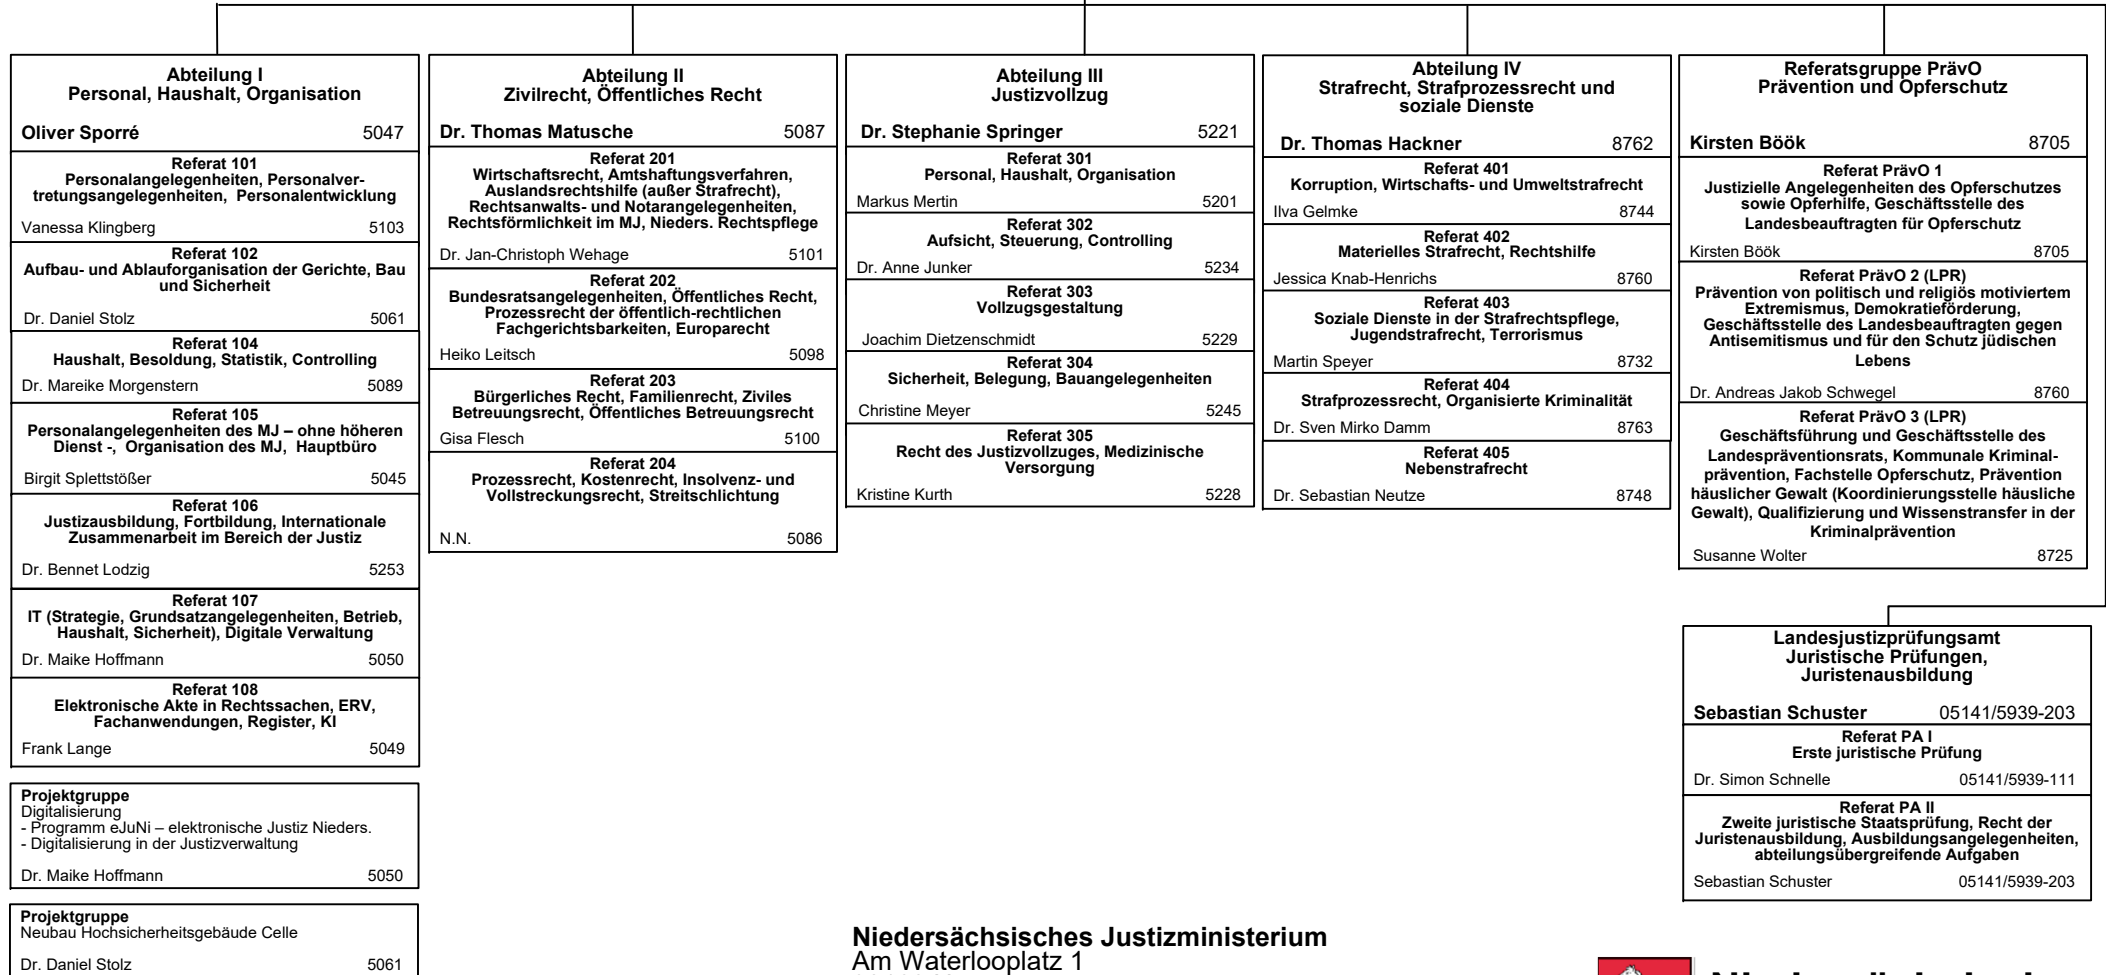 Abteilung I
Personal, Haushalt, Organisation
Oliver Sporré 5047
Referat 101
Personalangelegenheiten, Personalver-
tretungsangelegenheiten, Personalentwicklung
Vanessa Klingberg 5103
Referat 102
Aufbau- und Ablauforganisation der Gerichte, Bau
und Sicherheit
Dr. Daniel Stolz 5061
Referat 104
Haushalt, Besoldung, Statistik, Controlling
Dr. Mareike Morgenstern 5089
Referat 105
Personalangelegenheiten des MJ – ohne höheren
Dienst -, Organisation des MJ, Hauptbüro
Birgit Splettstößer 5045
Referat 106
Justizausbildung, Fortbildung, Internationale
Zusammenarbeit im Bereich der Justiz
Dr. Bennet Lodzig 5253
Referat 107
IT (Strategie, Grundsatzangelegenheiten, Betrieb,
Haushalt, Sicherheit), Digitale Verwaltung
Dr. Maike Hoffmann 5050
Referat 108
Elektronische Akte in Rechtssachen, ERV,
Fachanwendungen, Register, KI
Frank Lange 5049
Projektgruppe
Digitalisierung
- Programm eJuNi – elektronische Justiz Nieders.
- Digitalisierung in der Justizverwaltung
Dr. Maike Hoffmann 5050
Projektgruppe
Neubau Hochsicherheitsgebäude Celle
Dr. Daniel Stolz 5061
Abteilung II
Zivilrecht, Öffentliches Recht
Dr. Thomas Matusche 5087
Referat 201
Wirtschaftsrecht, Amtshaftungsverfahren,
Auslandsrechtshilfe (außer Strafrecht),
Rechtsanwalts- und Notarangelegenheiten,
Rechtsförmlichkeit im MJ, Nieders. Rechtspflege
Dr. Jan-Christoph Wehage 5101
Referat 202
Bundesratsangelegenheiten, Öffentliches Recht,
Prozessrecht der öffentlich-rechtlichen
Fachgerichtsbarkeiten, Europarecht
Heiko Leitsch 5098
Referat 203
Bürgerliches Recht, Familienrecht, Ziviles
Betreuungsrecht, Öffentliches Betreuungsrecht
Gisa Flesch 5100
Referat 204
Prozessrecht, Kostenrecht, Insolvenz- und
Vollstreckungsrecht, Streitschlichtung
N.N. 5086
Abteilung III
Justizvollzug
Dr. Stephanie Springer 5221
Referat 301
Personal, Haushalt, Organisation
Markus Mertin 5201
Referat 302
Aufsicht, Steuerung, Controlling
Dr. Anne Junker 5234
Referat 303
Vollzugsgestaltung
Joachim Dietzenschmidt 5229
Referat 304
Sicherheit, Belegung, Bauangelegenheiten
Christine Meyer 5245
Referat 305
Recht des Justizvollzuges, Medizinische
Versorgung
Kristine Kurth 5228
Abteilung IV
Strafrecht, Strafprozessrecht und
soziale Dienste
Dr. Thomas Hackner 8762
Referat 401
Korruption, Wirtschafts- und Umweltstrafrecht
Ilva Gelmke 8744
Referat 402
Materielles Strafrecht, Rechtshilfe
Jessica Knab-Henrichs 8760
Referat 403
Soziale Dienste in der Strafrechtspflege,
Jugendstrafrecht, Terrorismus
Martin Speyer 8732
Referat 404
Strafprozessrecht, Organisierte Kriminalität
Dr. Sven Mirko Damm 8763
Referat 405
Nebenstrafrecht
Dr. Sebastian Neutze 8748
Referatsgruppe PrävO
Prävention und Opferschutz
Kirsten Böök 8705
Referat PrävO 1
Justizielle Angelegenheiten des Opferschutzes
sowie Opferhilfe, Geschäftsstelle des
Landesbeauftragten für Opferschutz
Kirsten Böök 8705
Referat PrävO 2 (LPR)
Prävention von politisch und religiös motiviertem
Extremismus, Demokratieförderung,
Geschäftsstelle des Landesbeauftragten gegen
Antisemitismus und für den Schutz jüdischen
Lebens
Dr. Andreas Jakob Schwegel 8760
Referat PrävO 3 (LPR)
Geschäftsführung und Geschäftsstelle des
Landespräventionsrats, Kommunale Kriminal-
prävention, Fachstelle Opferschutz, Prävention
häuslicher Gewalt (Koordinierungsstelle häusliche
Gewalt), Qualifizierung und Wissenstransfer in der
Kriminalprävention
Susanne Wolter 8725
Landesjustizprüfungsamt
Juristische Prüfungen,
Juristenausbildung
Sebastian Schuster 05141/5939-203
Referat PA I
Erste juristische Prüfung
Dr. Simon Schnelle 05141/5939-111
Referat PA II
Zweite juristische Staatsprüfung, Recht der
Juristenausbildung, Ausbildungsangelegenheiten,
abteilungsübergreifende Aufgaben
Sebastian Schuster 05141/5939-203
Niedersächsisches Justizministerium
Am Waterlooplatz 1